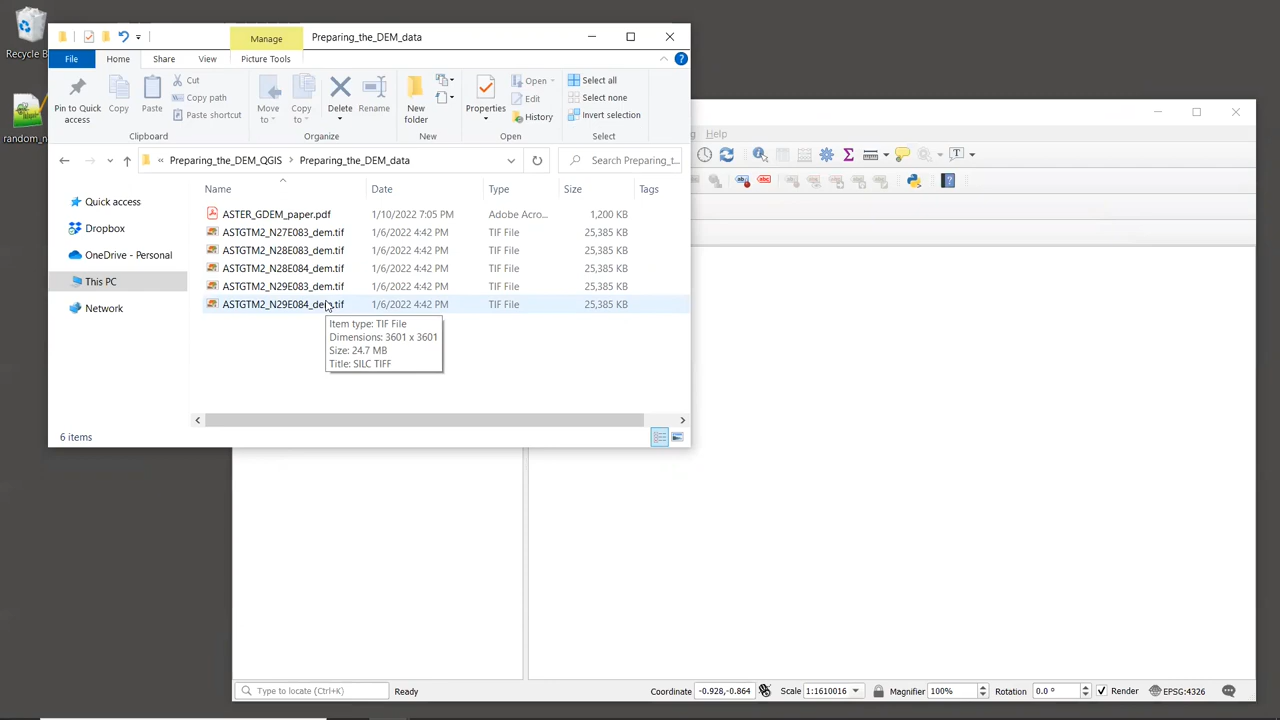 Recycle B
random_n
Manage
Preparing_the_DEM_data
File
Home
Share
View
Picture Tools
Pin to Quick access
Copy
Paste
Cut
Copy path
Paste shortcut
Clipboard
Move to
Copy to
Delete
Rename
Organize
New folder
New
Properties
Open
Edit
History
Open
Select all
Select none
Invert selection
Select
« Preparing_the_DEM_QGIS > Preparing_the_DEM_data
Search Preparing_t...
Name Date Type Size Tags
Quick access
Dropbox
OneDrive - Personal
This PC
Network
ASTER_GDEM_paper.pdf 1/10/2022 7:05 PM Adobe Acro... 1,200 KB
ASTGTM2_N27E083_dem.tif 1/6/2022 4:42 PM TIF File 25,385 KB
ASTGTM2_N28E083_dem.tif 1/6/2022 4:42 PM TIF File 25,385 KB
ASTGTM2_N28E084_dem.tif 1/6/2022 4:42 PM TIF File 25,385 KB
ASTGTM2_N29E083_dem.tif 1/6/2022 4:42 PM TIF File 25,385 KB
ASTGTM2_N29E084_dem.tif 1/6/2022 4:42 PM TIF File 25,385 KB
Item type: TIF File
Dimensions: 3601 x 3601
Size: 24.7 MB
Title: SILC TIFF
6 items
g Help
abc abc
Type to locate (Ctrl+K)
Ready
Coordinate -0.928,-0.864
Scale 1:1610016
Magnifier 100%
Rotation 0.0 °
Render
EPSG:4326